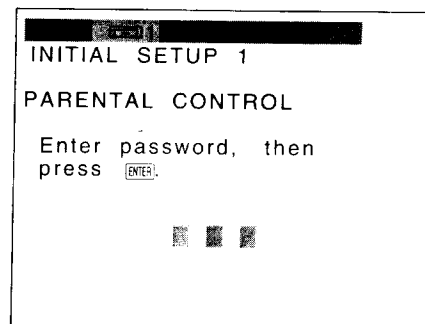 INITIAL SETUP 1
PARENTAL CONTROL
Enter password, then
press ENTER.